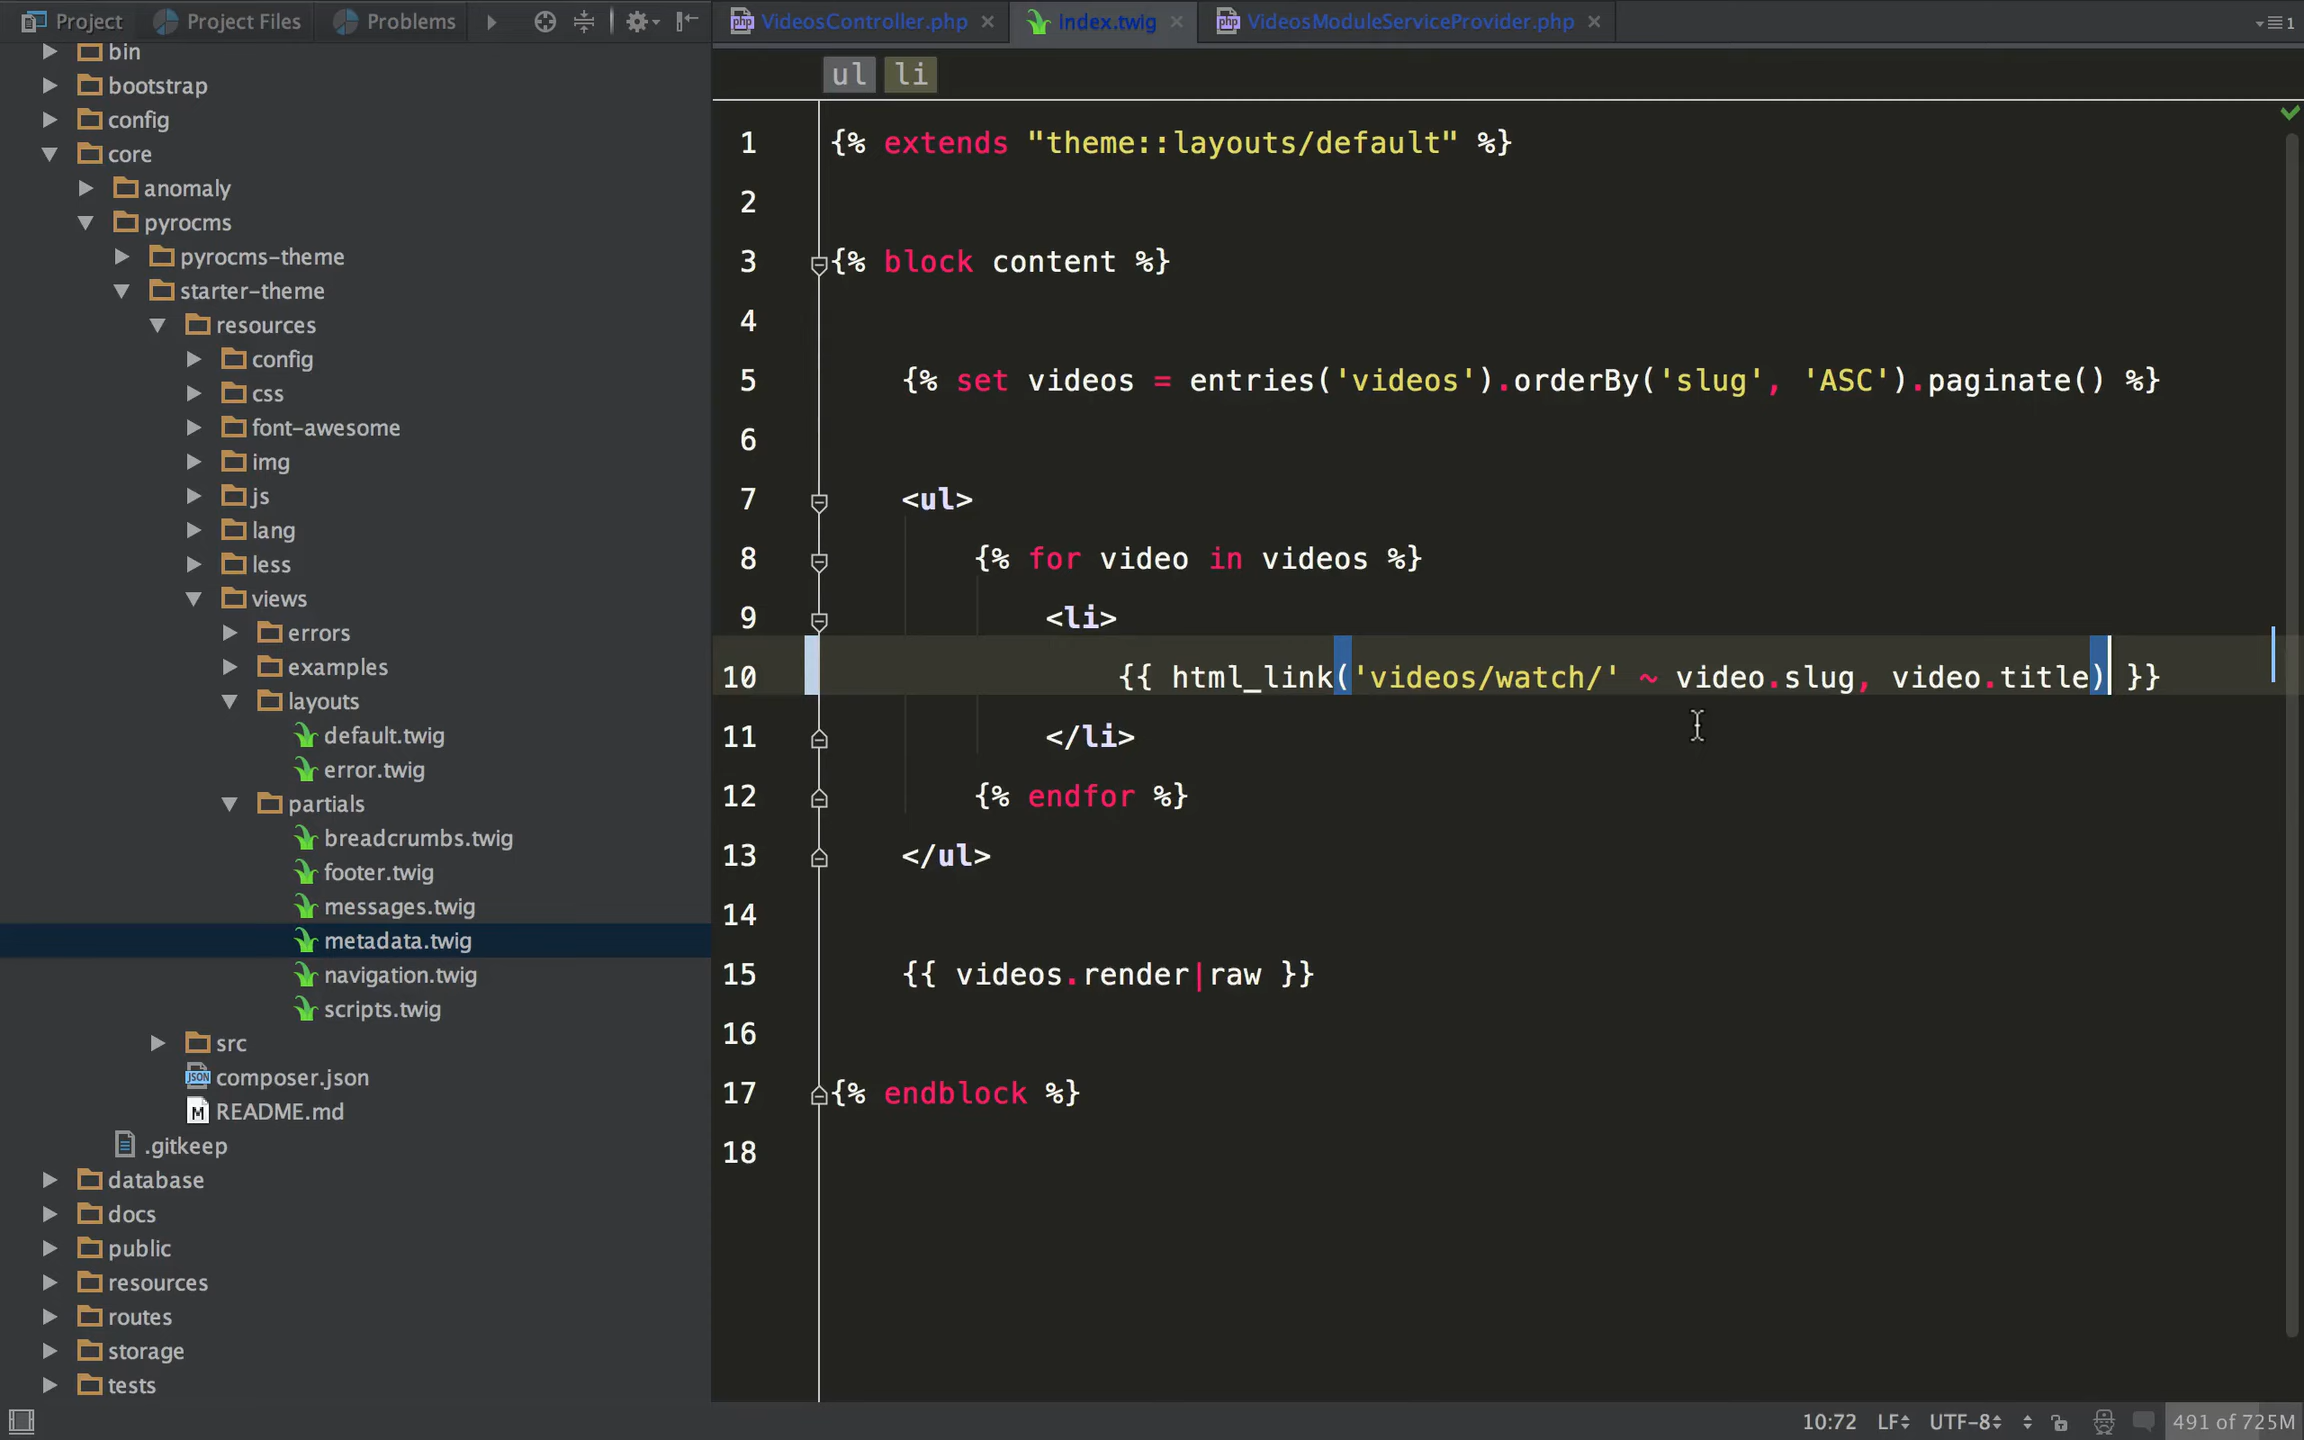 Project
Project Files
Problems
bin
bootstrap
config
core
anomaly
pyrocms
pyrocms-theme
starter-theme
resources
config
css
font-awesome
img
js
lang
less
views
errors
examples
layouts
default.twig
error.twig
partials
breadcrumbs.twig
footer.twig
messages.twig
metadata.twig
navigation.twig
scripts.twig
src
JSON composer.json
M README.md
.gitkeep
database
docs
public
resources
routes
storage
tests
php VideosController.php
index.twig
php VideosModuleServiceProvider.php
1
ul li
1 {% extends "theme::layouts/default" %}
2
3 {% block content %}
4
5 {% set videos = entries('videos').orderBy('slug', 'ASC').paginate() %}
6
7 <ul>
8 {% for video in videos %}
9 <li>
10 {{ html_link('videos/watch/' ~ video.slug, video.title) }}
11 </li>
12 {% endfor %}
13 </ul>
14
15 {{ videos.render|raw }}
16
17 {% endblock %}
18
10:72 LF UTF-8 491 of 725M